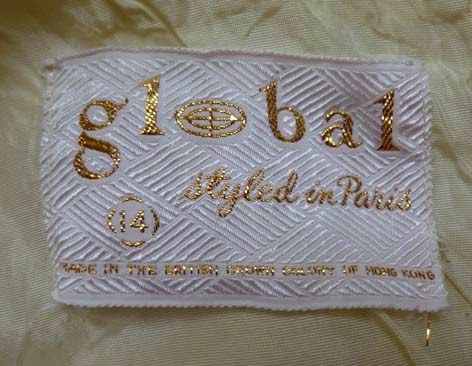 global
styled in Paris
(14)
MADE IN THE BRITISH CROWN COLONY OF HONG KONG